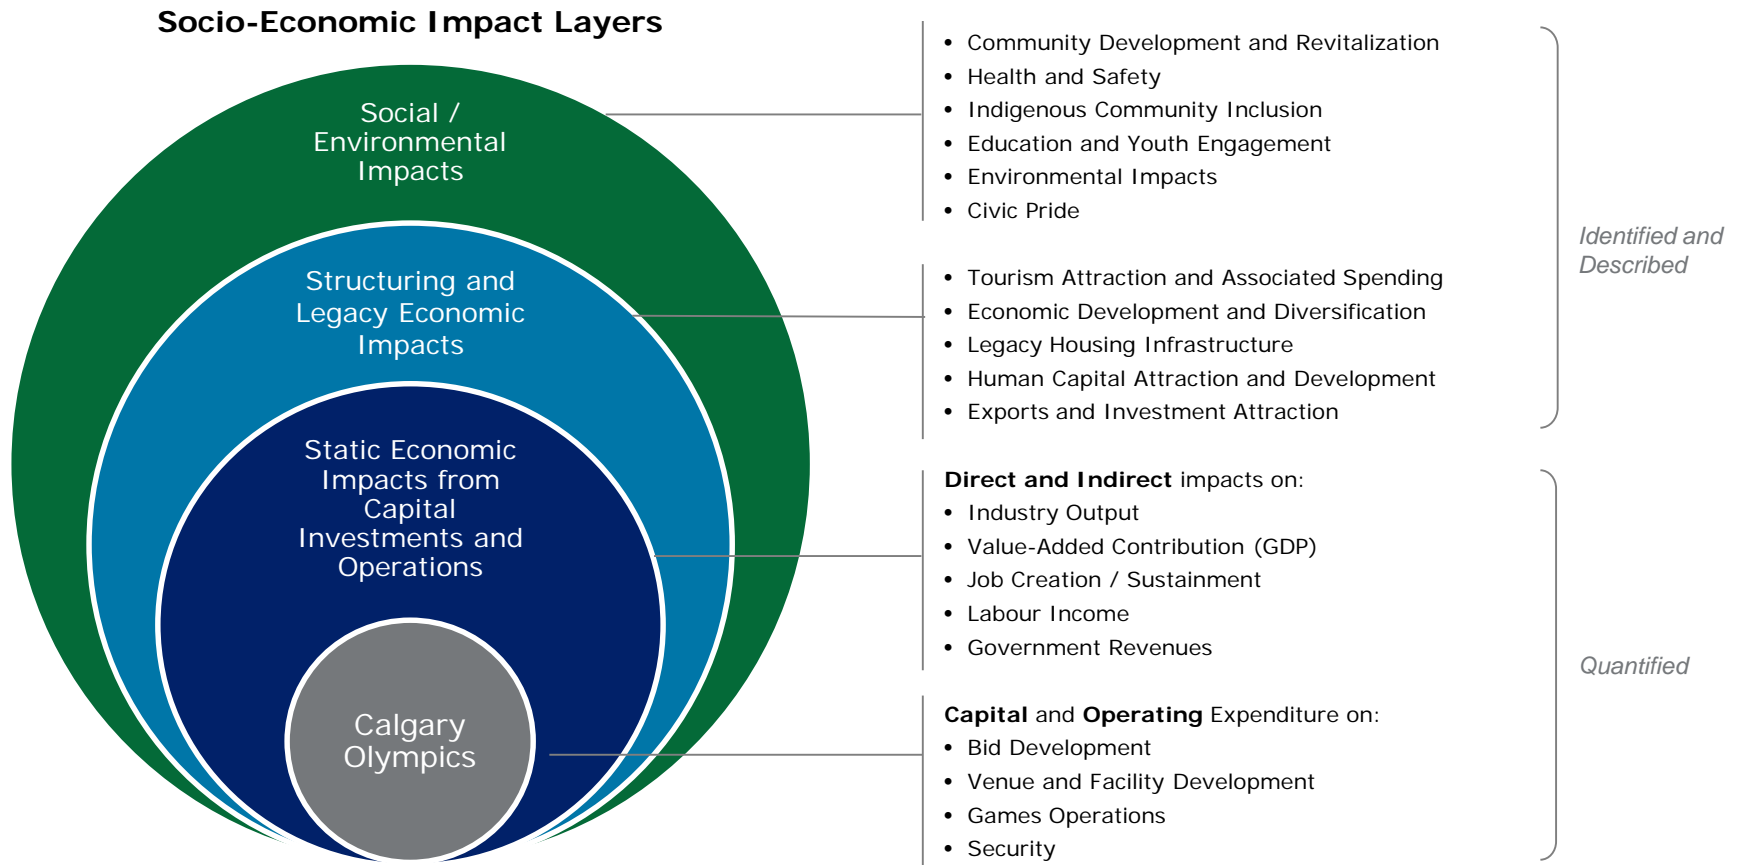 Socio-Economic Impact Layers
Social /
Environmental
Impacts
• Community Development and Revitalization
• Health and Safety
• Indigenous Community Inclusion
• Education and Youth Engagement
• Environmental Impacts
• Civic Pride
Structuring and
Legacy Economic
Impacts
• Tourism Attraction and Associated Spending
• Economic Development and Diversification
• Legacy Housing Infrastructure
• Human Capital Attraction and Development
• Exports and Investment Attraction
Identified and
Described
Static Economic
Impacts from
Capital
Investments and
Operations
Direct and Indirect impacts on:
• Industry Output
• Value-Added Contribution (GDP)
• Job Creation / Sustainment
• Labour Income
• Government Revenues
Calgary
Olympics
Capital and Operating Expenditure on:
• Bid Development
• Venue and Facility Development
• Games Operations
• Security
Quantified